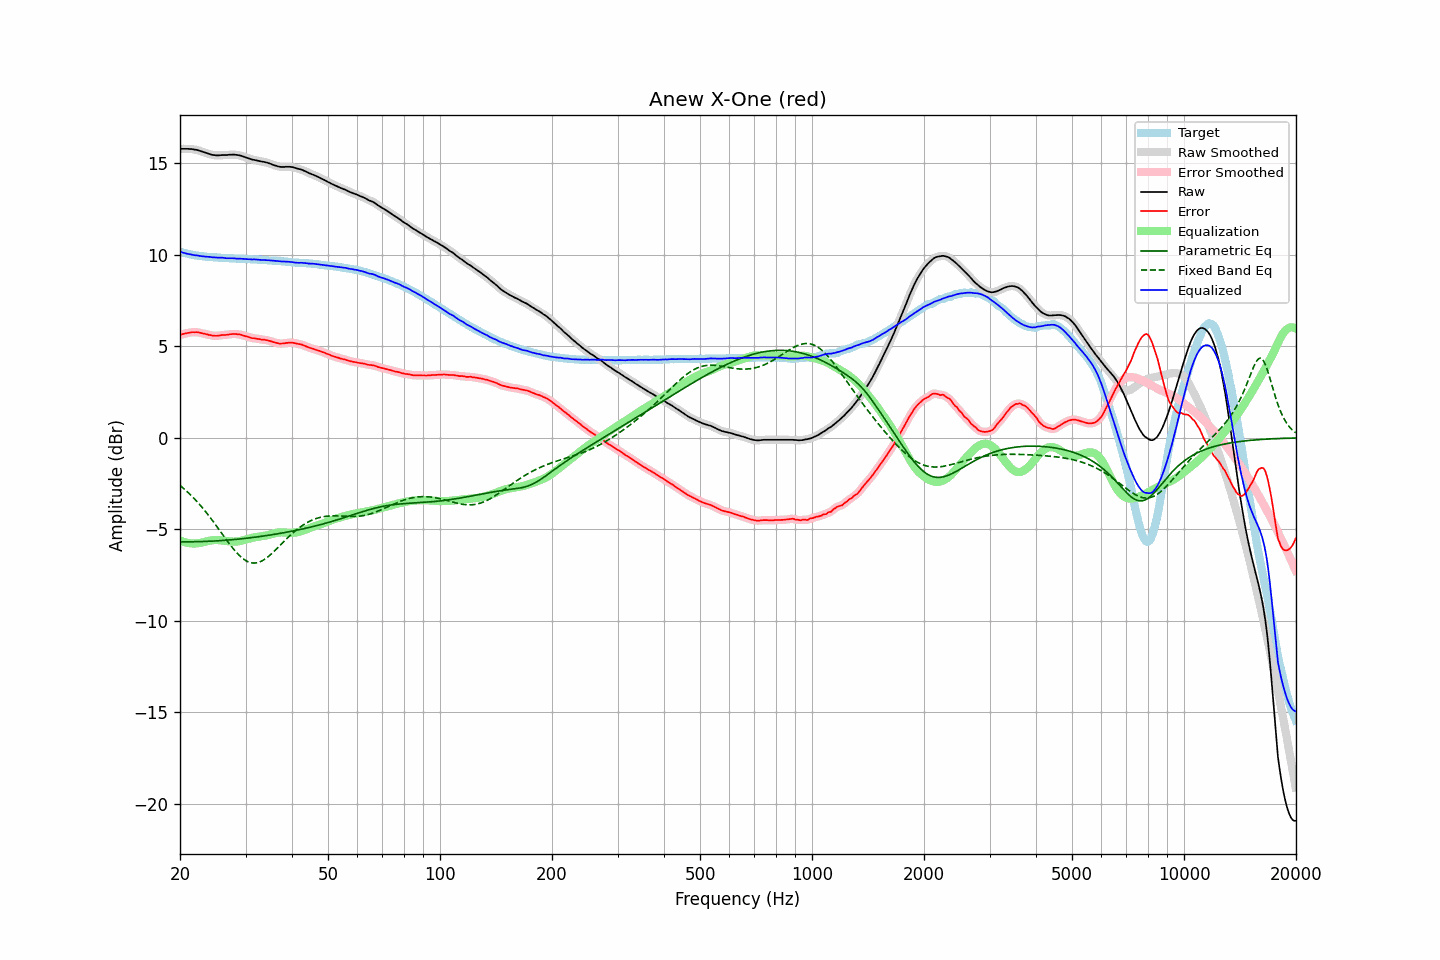 Anew X-One (red)
Amplitude (dBr)
15
10
5
0
−5
−10
−15
−20
Target
Raw Smoothed
Error Smoothed
Raw
Error
Equalization
Parametric Eq
Fixed Band Eq
Equalized
20 50 100 200 500 1000 2000 5000 10000 20000
Frequency (Hz)